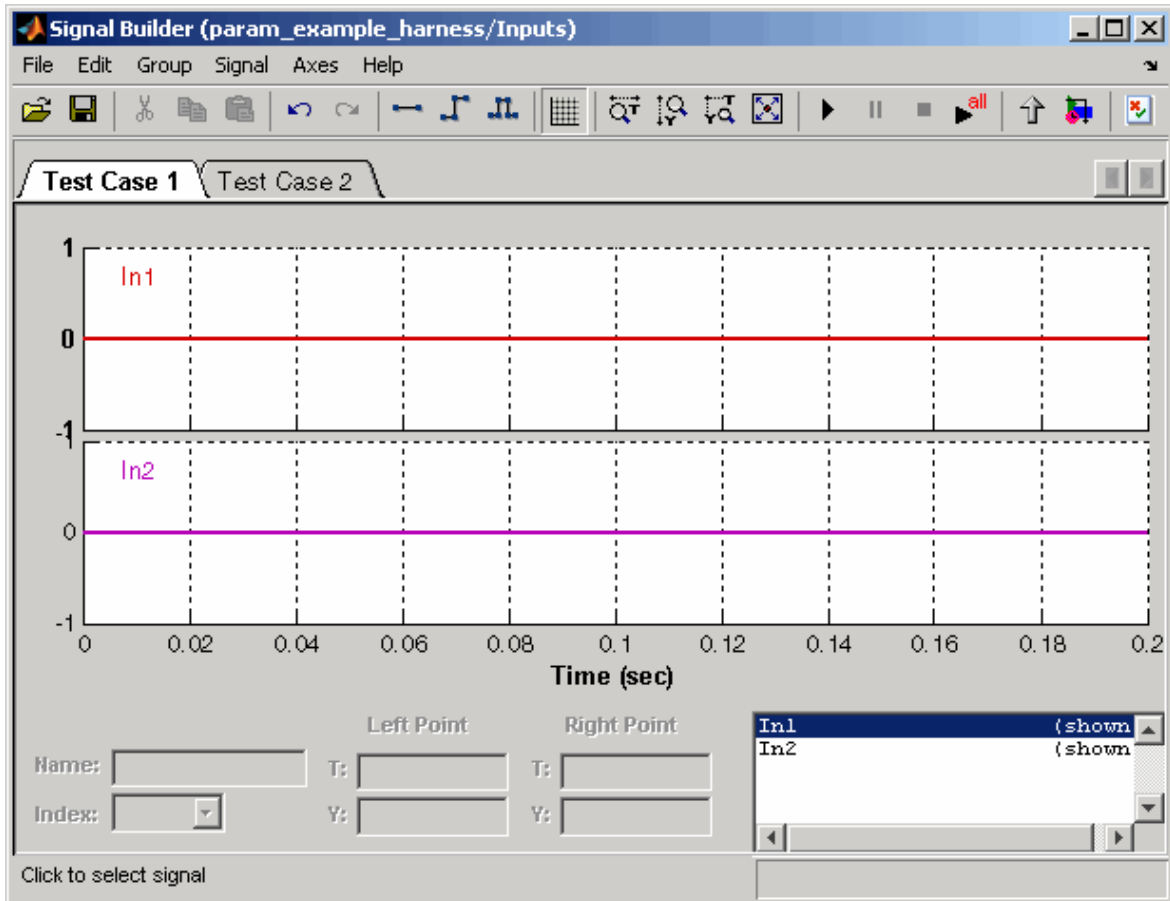 Signal Builder (param_example_harness/Inputs)
File Edit Group Signal Axes Help
all
Test Case 1 Test Case 2
1
In1
0
-1
1
In2
0
-1
0 0.02 0.04 0.06 0.08 0.1 0.12 0.14 0.16 0.18 0.2
Time (sec)
Left Point Right Point
Name: T: T:
Index: Y: Y:
In1 (shown
In2 (shown
Click to select signal